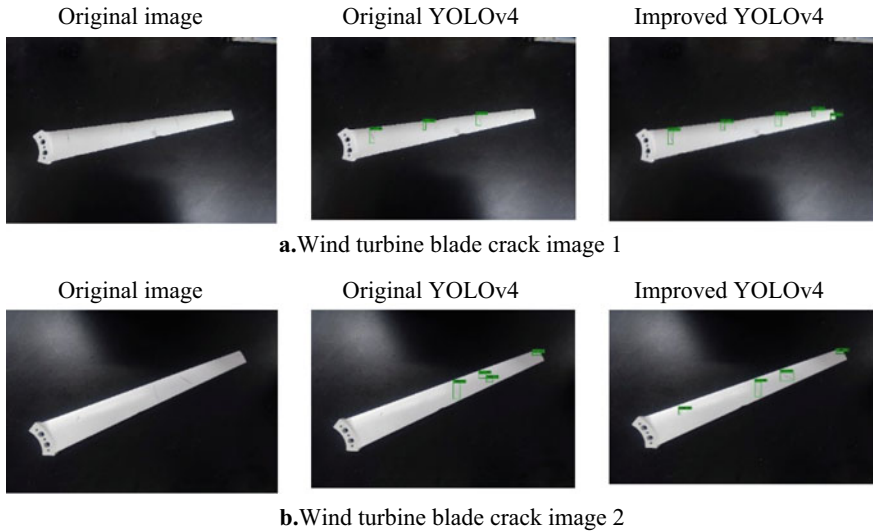 Original image Original YOLOv4 Improved YOLOv4
a.Wind turbine blade crack image 1
Original image Original YOLOv4 Improved YOLOv4
b.Wind turbine blade crack image 2